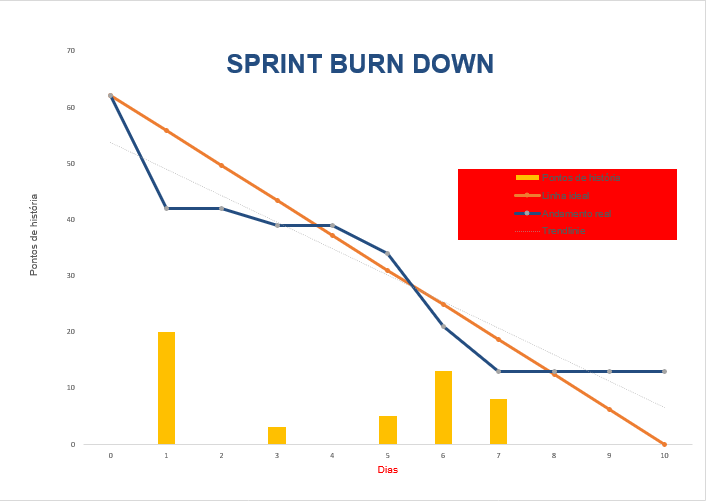 SPRINT BURN DOWN
70
60
50
40
30
20
10
0
Pontos de história
Pontos de história
Linha ideal
Andamento real
Tendência
0 1 2 3 4 5 6 7 8 9 10
Dias